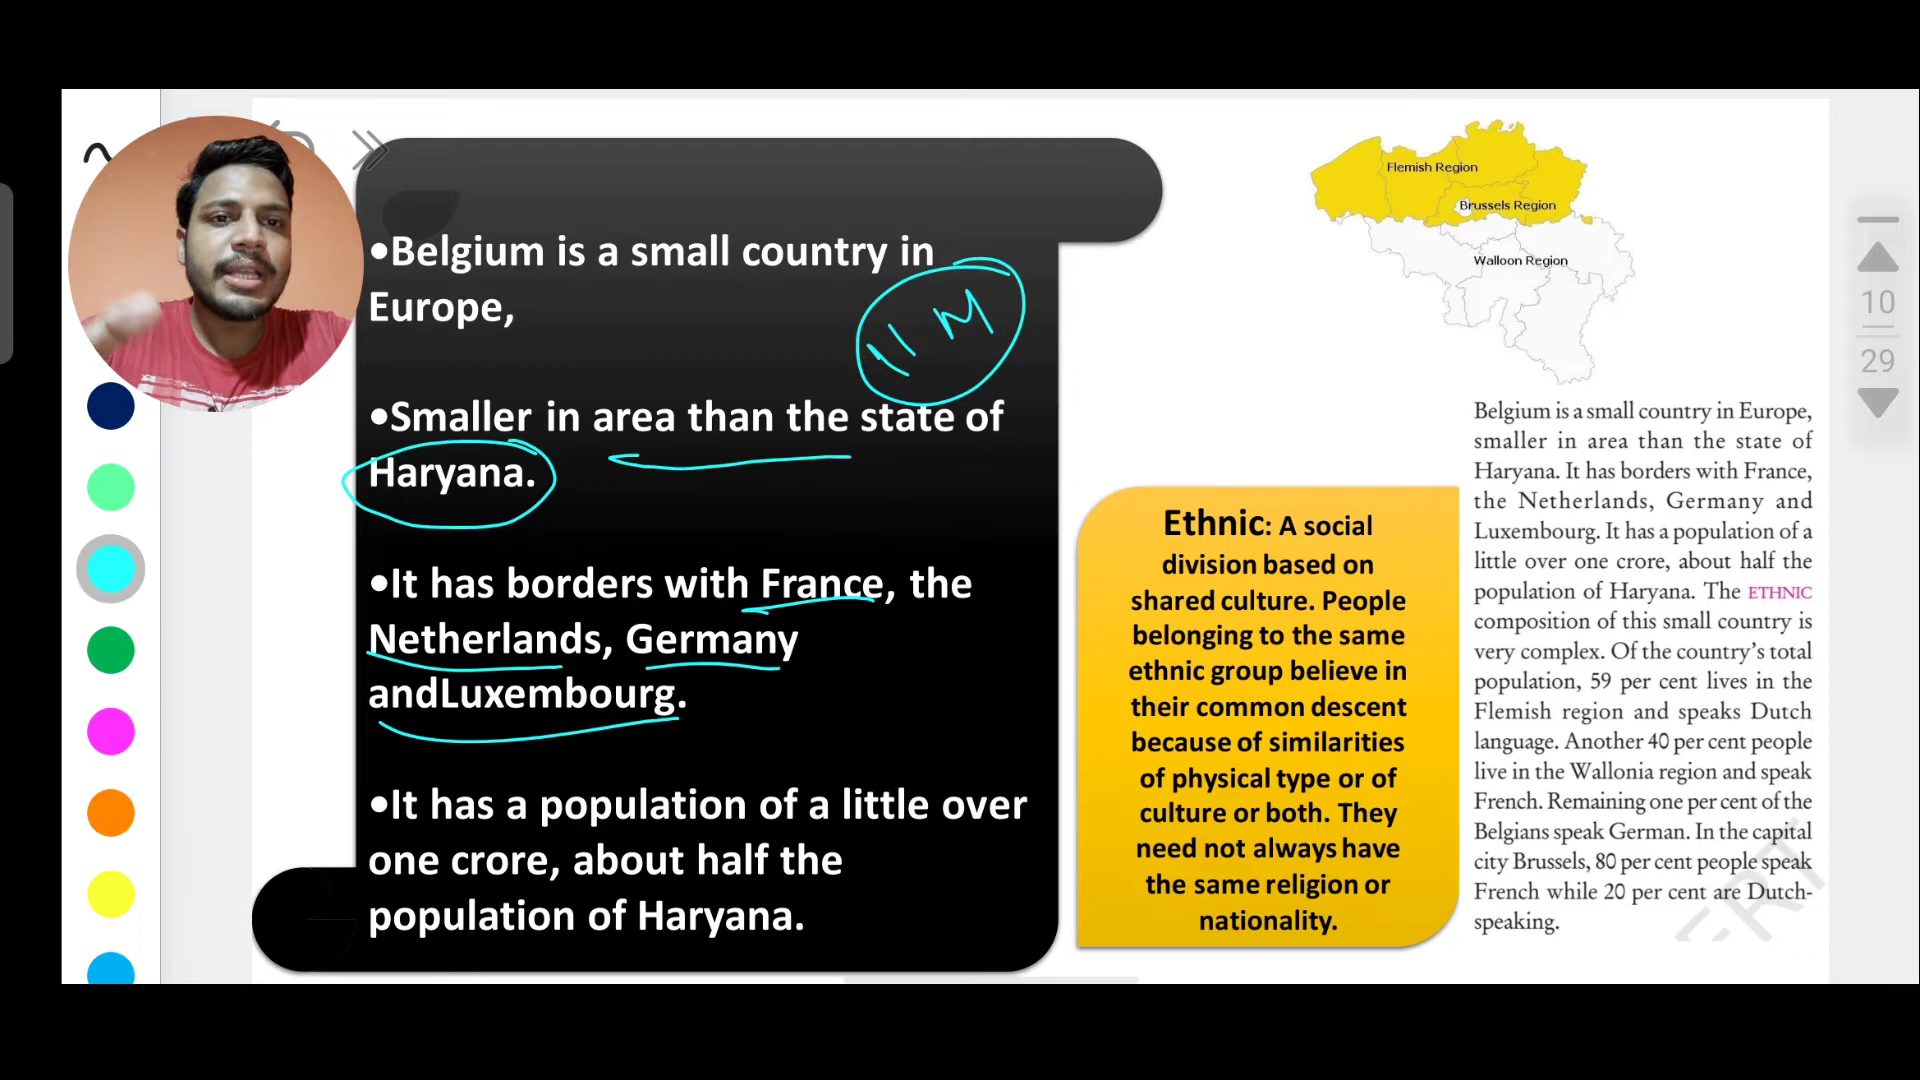 •Belgium is a small country in
Europe,
11 M
•Smaller in area than the state of
Haryana.
•It has borders with France, the
Netherlands, Germany
andLuxembourg.
•It has a population of a little over
one crore, about half the
population of Haryana.
Flemish Region
Brussels Region
Walloon Region
Ethnic: A social
division based on
shared culture. People
belonging to the same
ethnic group believe in
their common descent
because of similarities
of physical type or of
culture or both. They
need not always have
the same religion or
nationality.
Belgium is a small country in Europe,
smaller in area than the state of
Haryana. It has borders with France,
the Netherlands, Germany and
Luxembourg. It has a population of a
little over one crore, about half the
population of Haryana. The ETHNIC
composition of this small country is
very complex. Of the country's total
population, 59 per cent lives in the
Flemish region and speaks Dutch
language. Another 40 per cent people
live in the Wallonia region and speak
French. Remaining one per cent of the
Belgians speak German. In the capital
city Brussels, 80 per cent people speak
French while 20 per cent are Dutch-
speaking.
10
29